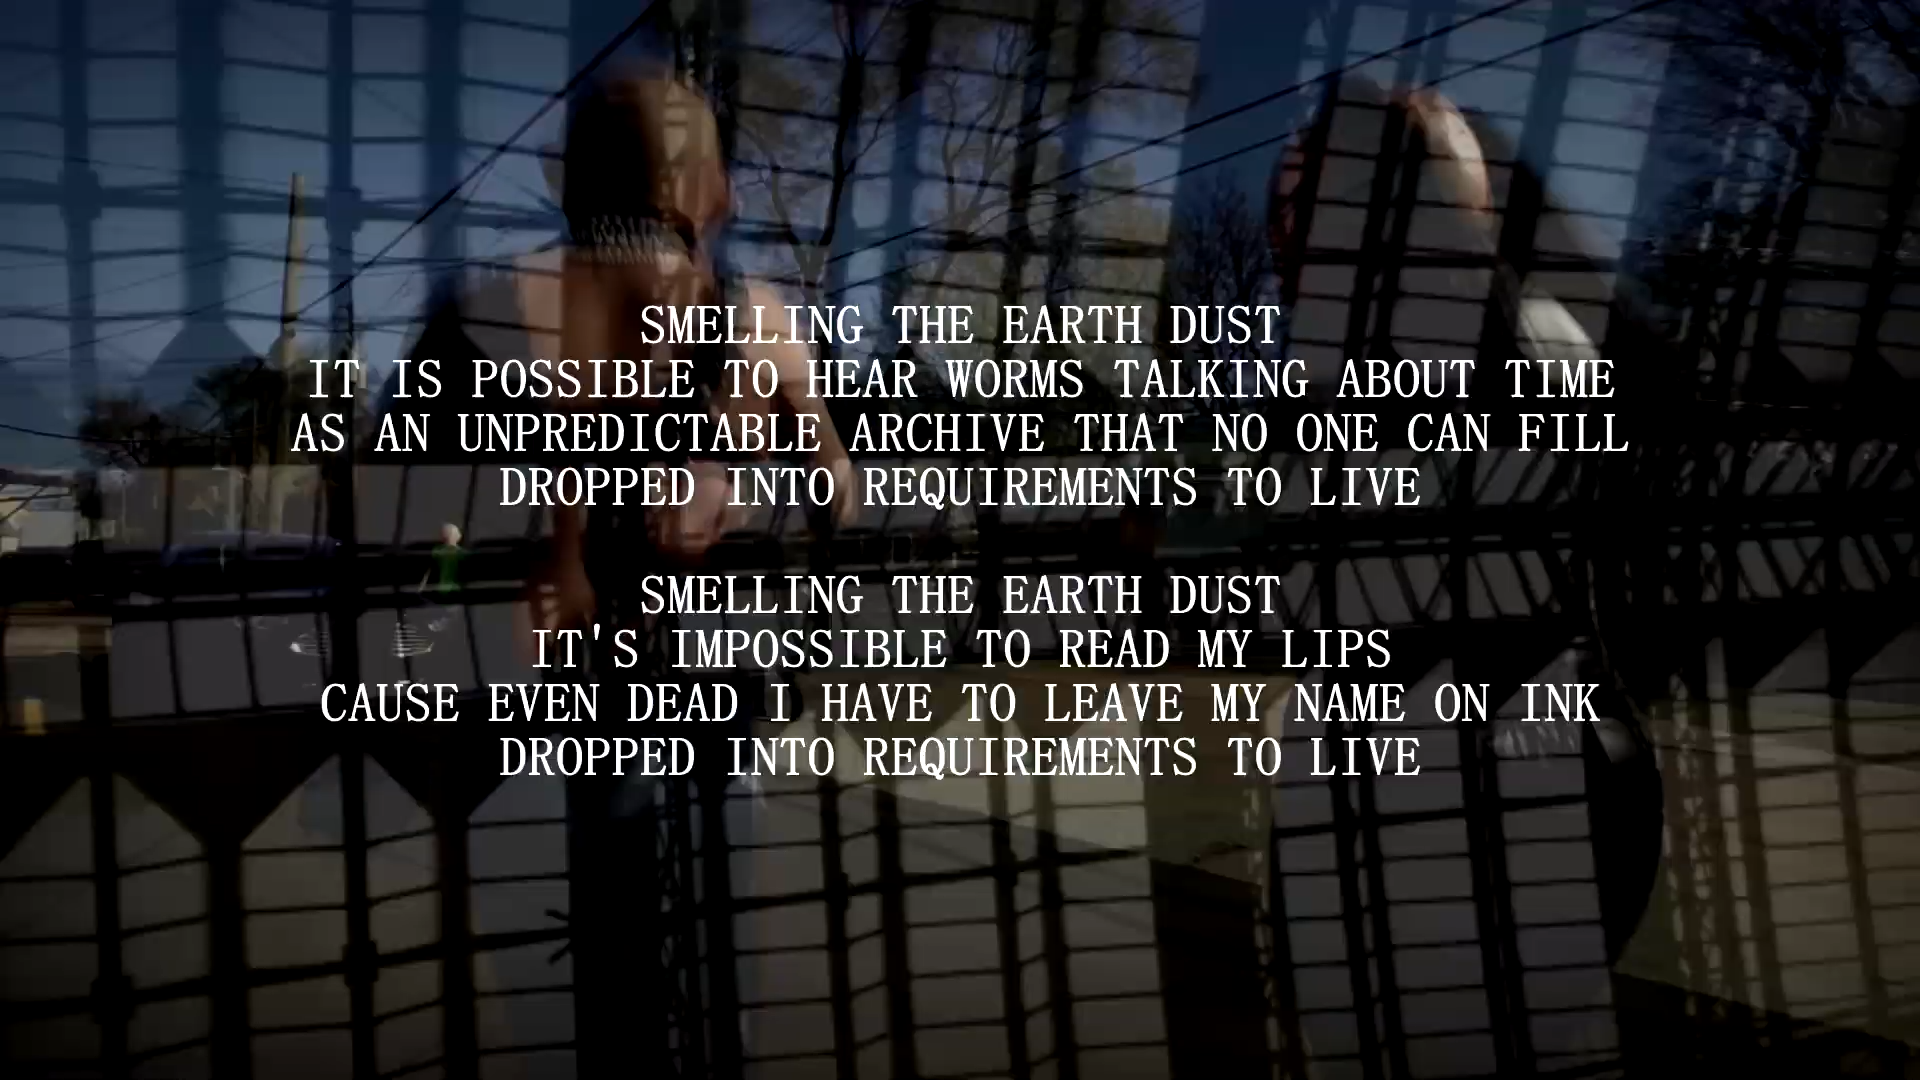 SMELLING THE EARTH DUST
IT IS POSSIBLE TO HEAR WORMS TALKING ABOUT TIME
AS AN UNPREDICTABLE ARCHIVE THAT NO ONE CAN FILL
DROPPED INTO REQUIREMENTS TO LIVE
SMELLING THE EARTH DUST
IT'S IMPOSSIBLE TO READ MY LIPS
CAUSE EVEN DEAD I HAVE TO LEAVE MY NAME ON INK
DROPPED INTO REQUIREMENTS TO LIVE